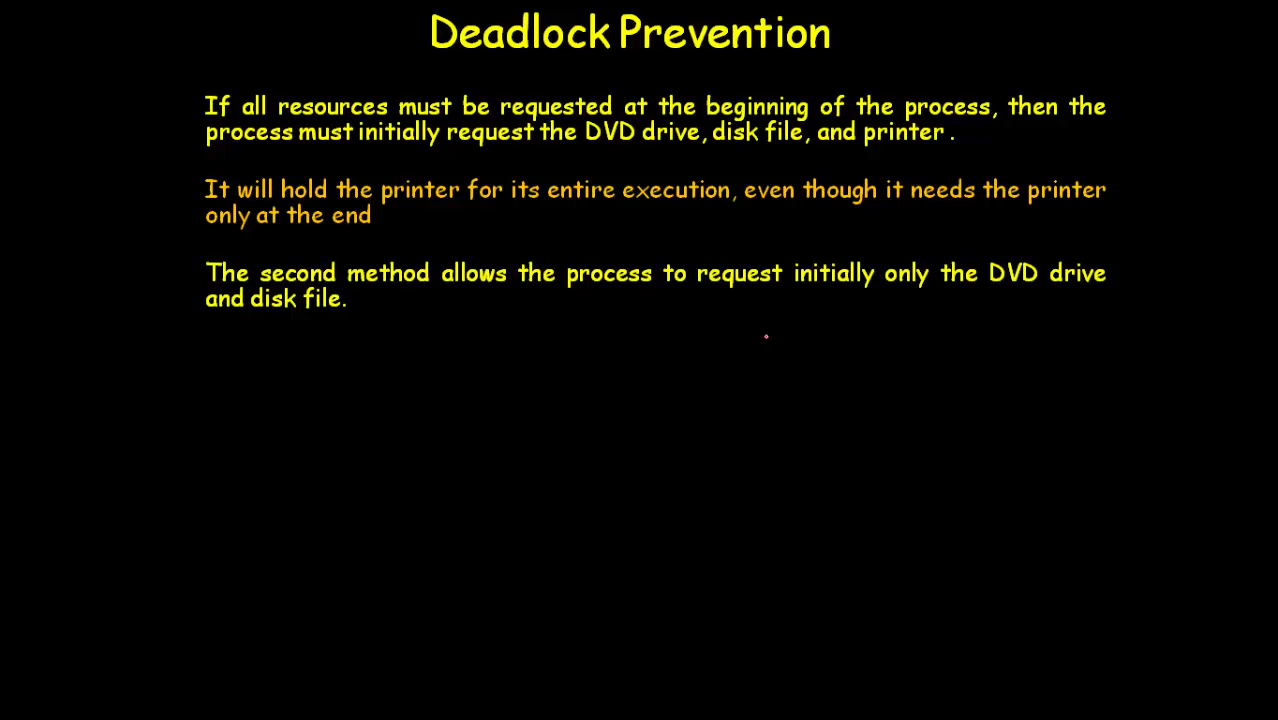 Deadlock Prevention
If all resources must be requested at the beginning of the process, then the
process must initially request the DVD drive, disk file, and printer .
It will hold the printer for its entire execution, even though it needs the printer
only at the end
The second method allows the process to request initially only the DVD drive
and disk file.